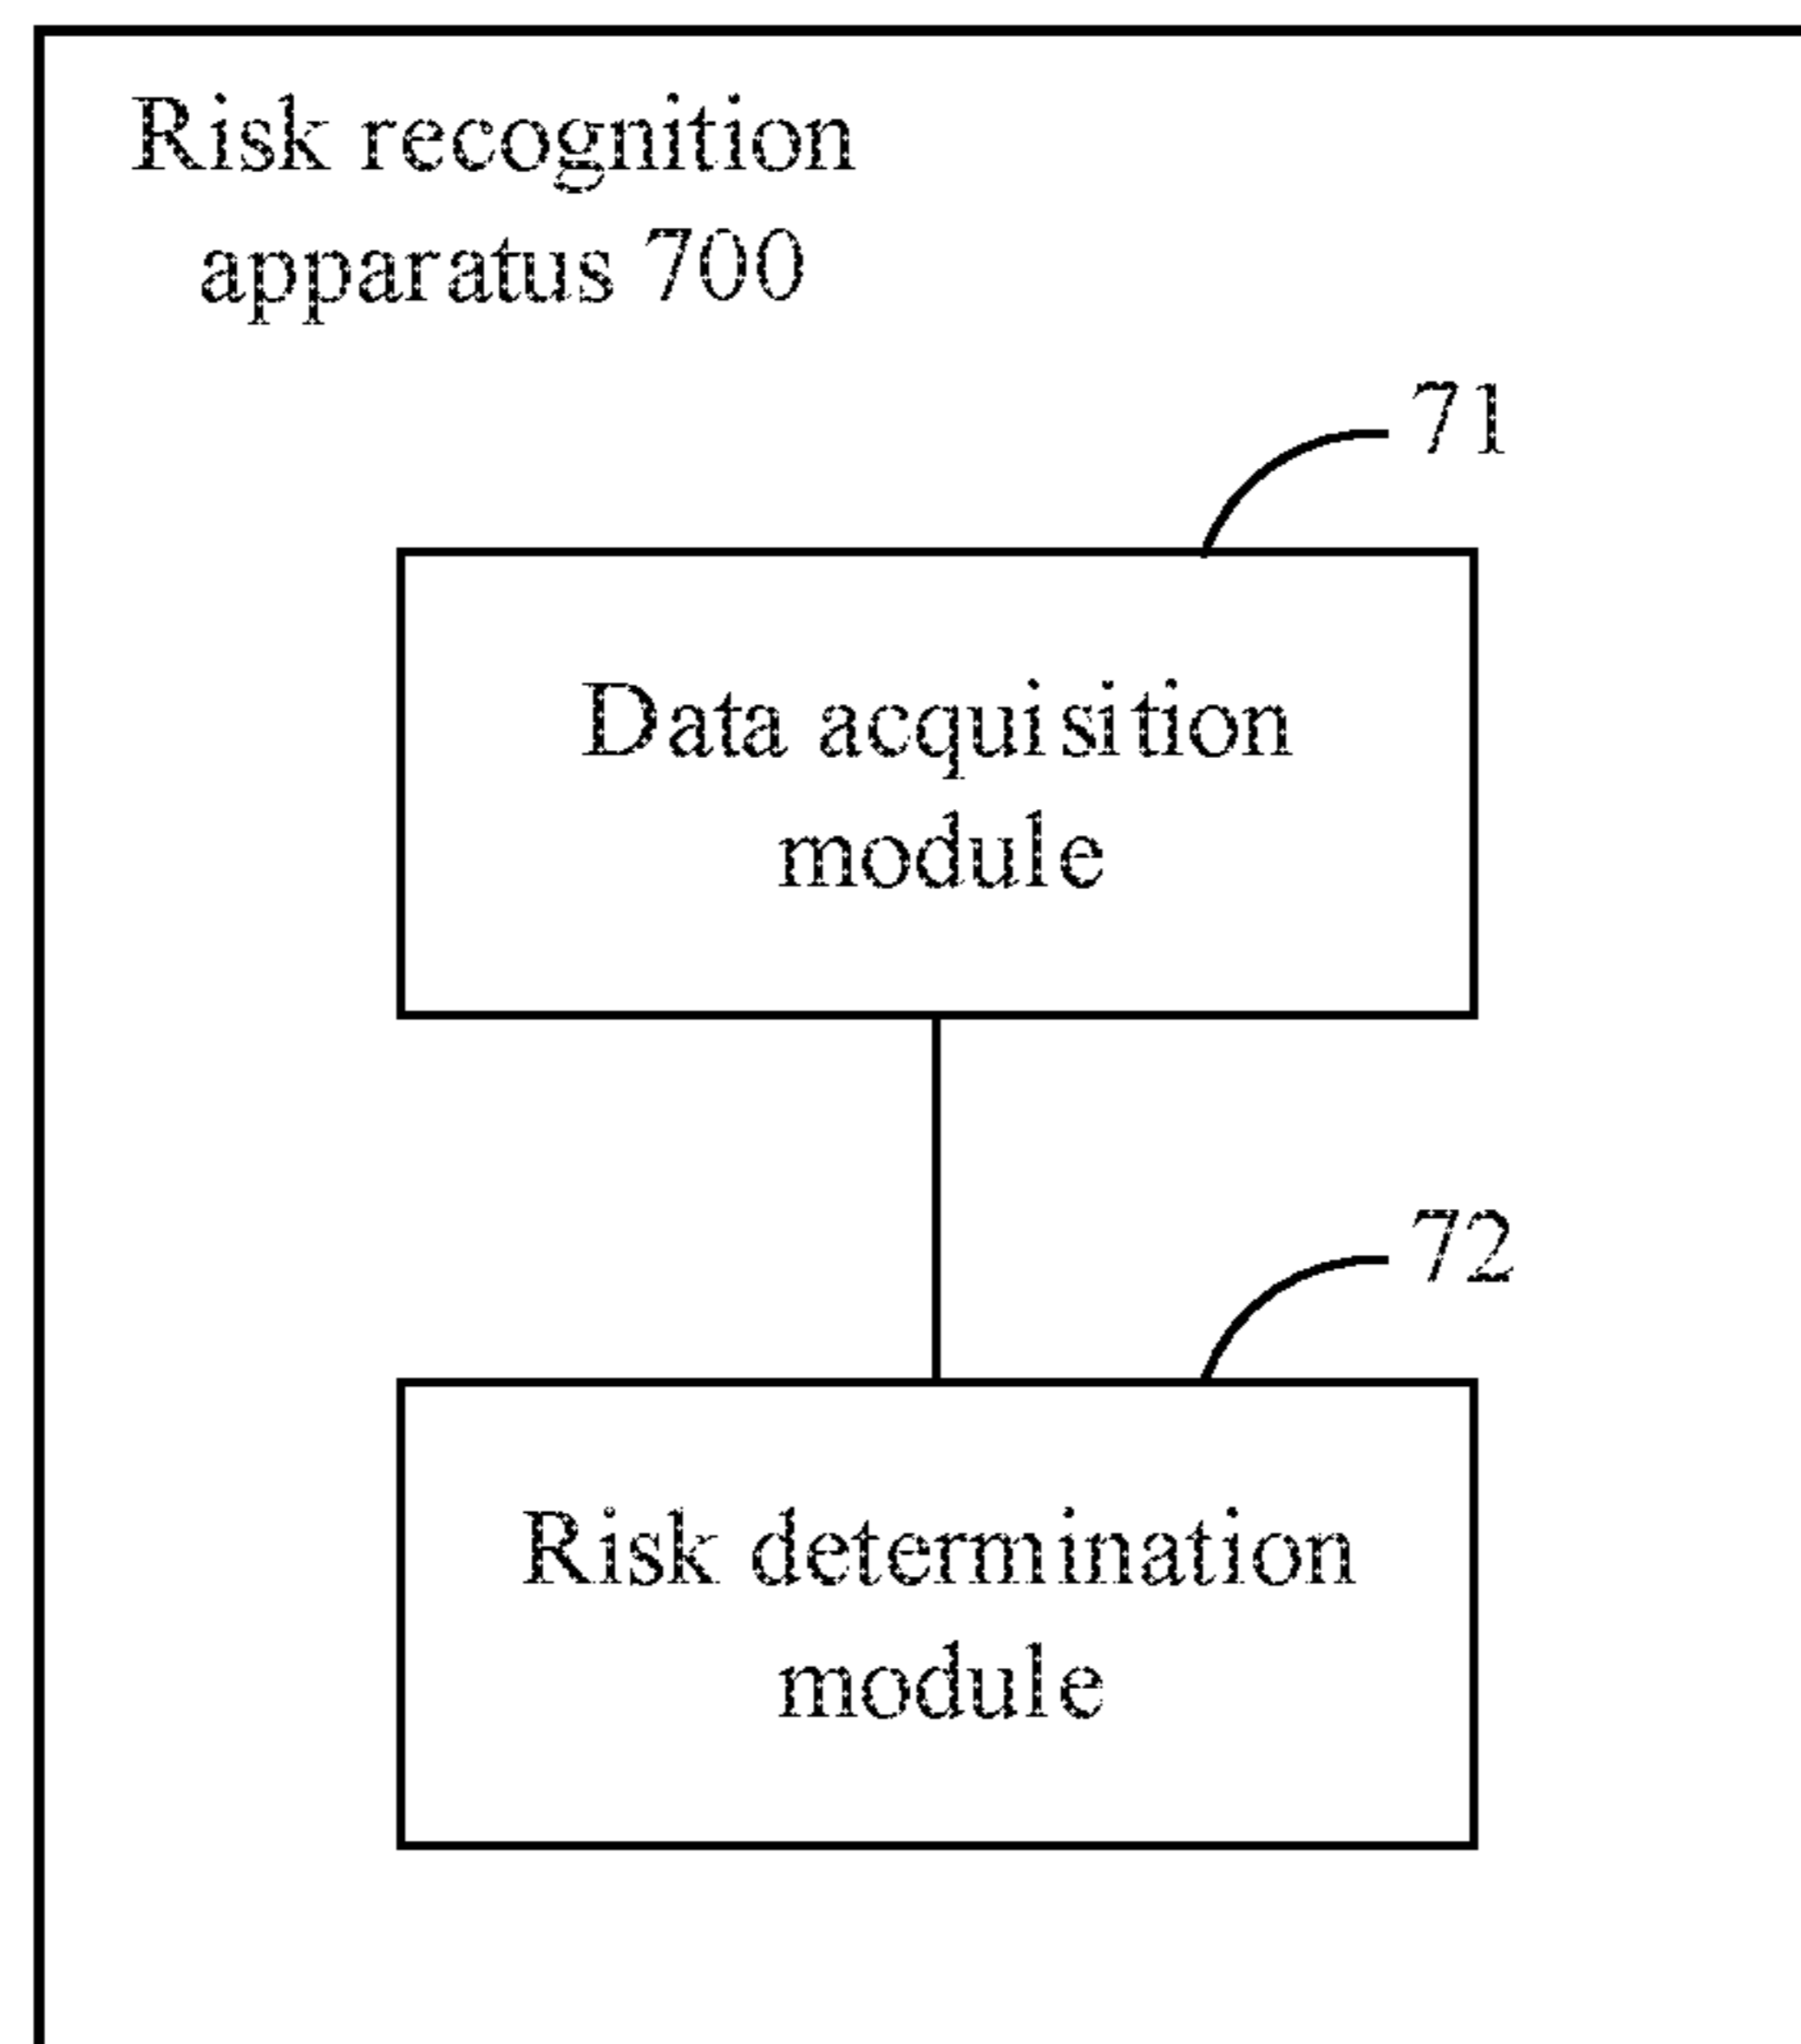 Risk recognition
apparatus 700
71
Data acquisition
module
72
Risk determination
module